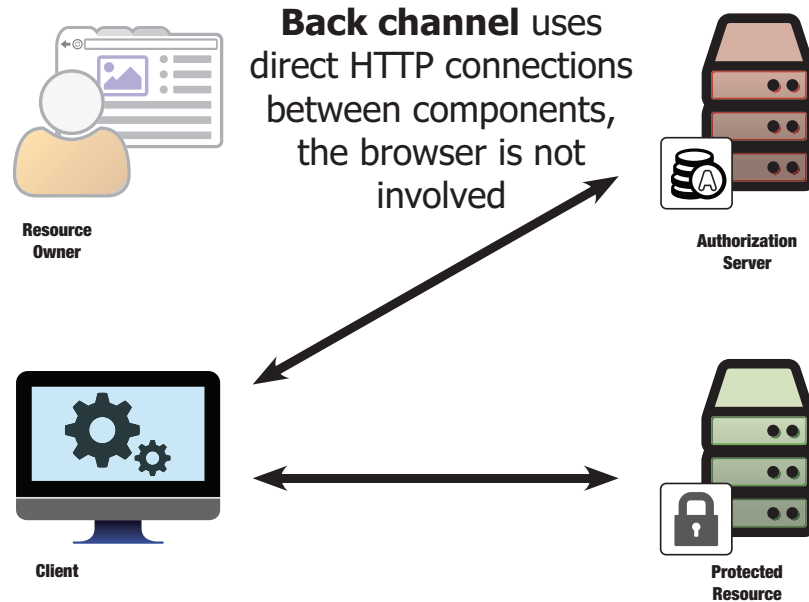 Back channel uses
direct HTTP connections
between components,
the browser is not
involved
Resource
Owner
A
Authorization
Server
Client
Protected
Resource